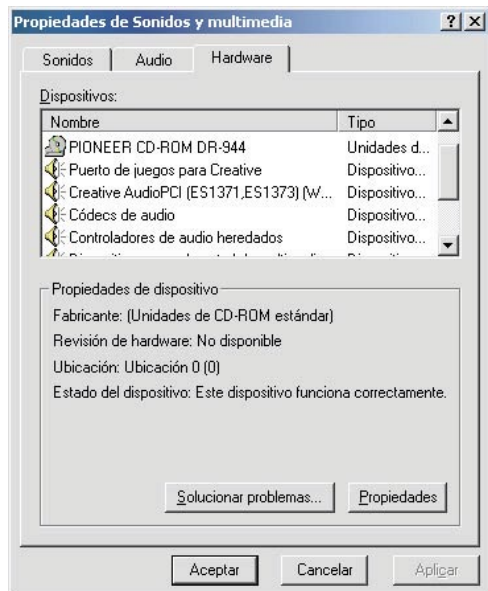 Propiedades de Sonidos y multimedia
Sonidos Audio Hardware
Dispositivos:
Nombre Tipo
PIONEER CD-ROM DR-944 Unidades d...
Puerto de juegos para Creative Dispositivo...
Creative AudioPCI (ES1371,ES1373) (W... Dispositivo...
Códecs de audio Dispositivo...
Controladores de audio heredados Dispositivo...
Propiedades de dispositivo
Fabricante: (Unidades de CD-ROM estándar)
Revisión de hardware: No disponible
Ubicación: Ubicación 0 (0)
Estado del dispositivo: Este dispositivo funciona correctamente.
Solucionar problemas... Propiedades
Aceptar Cancelar Aplicar